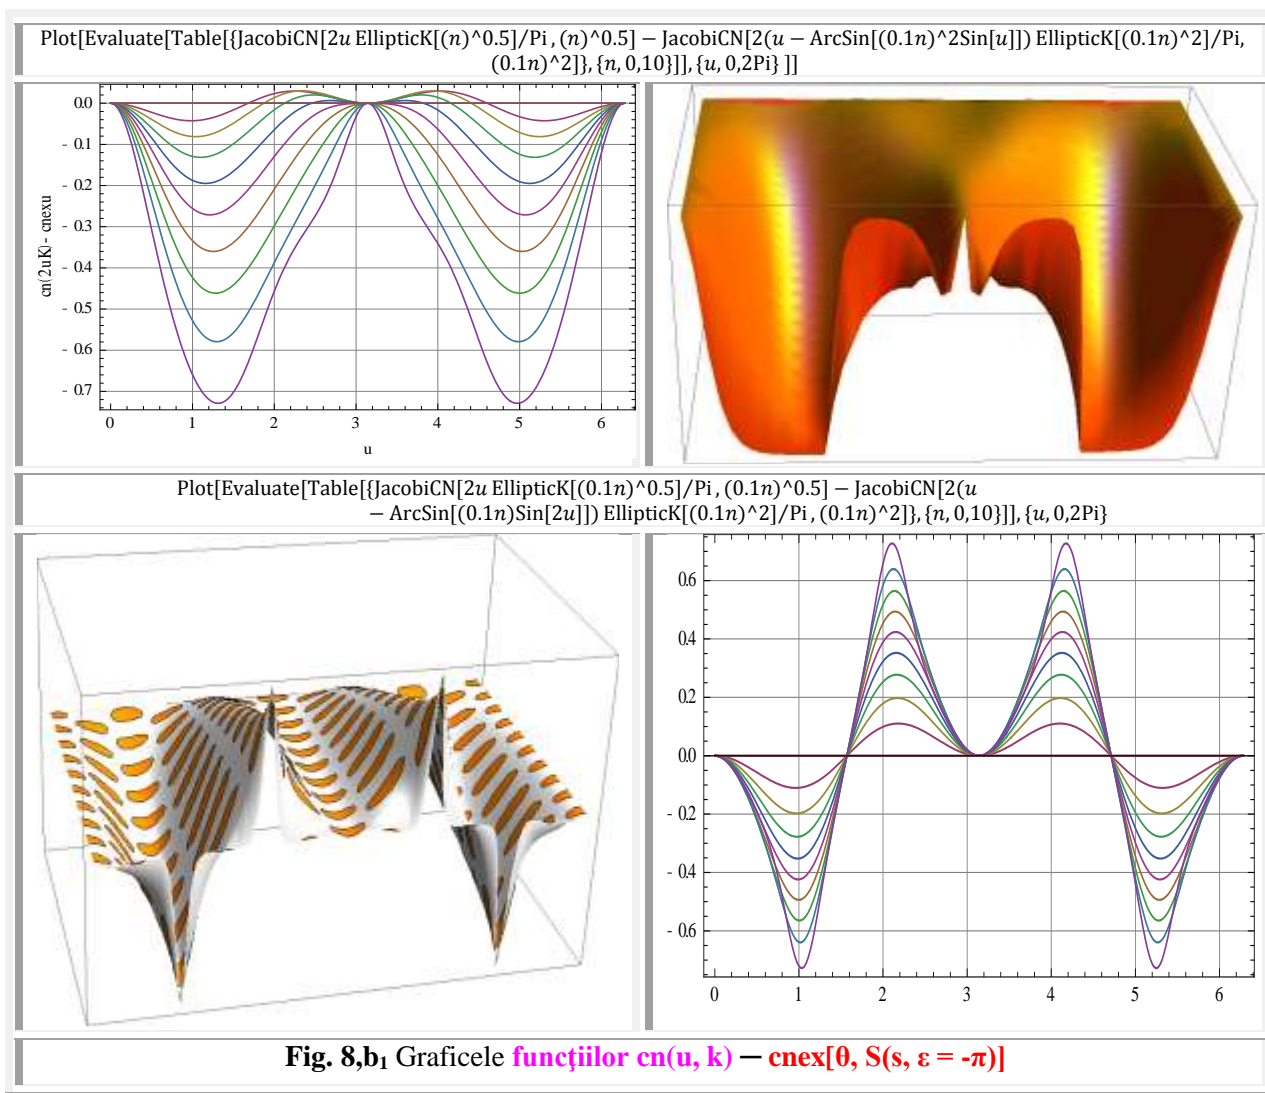 Plot[Evaluate[Table[{JacobiCN[2u EllipticK[(n)^0.5]/Pi , (n)^0.5] − JacobiCN[2(u − ArcSin[(0.1n)^2Sin[u]]) EllipticK[(0.1n)^2]/Pi,
(0.1n)^2]}, {n, 0,10}]], {u, 0,2Pi} ]]
0.0
- 0.1
- 0.2
- 0.3
- 0.4
- 0.5
- 0.6
- 0.7
cn(2uK)- cnexu
0 1 2 3 4 5 6
u
Plot[Evaluate[Table[{JacobiCN[2u EllipticK[(0.1n)^0.5]/Pi , (0.1n)^0.5] − JacobiCN[2(u
− ArcSin[(0.1n)Sin[2u]]) EllipticK[(0.1n)^2]/Pi , (0.1n)^2]}, {n, 0,10}]], {u, 0,2Pi}
0.6
0.4
0.2
0.0
- 0.2
- 0.4
- 0.6
0 1 2 3 4 5 6
Fig. 8,b₁ Graficele funcţiilor cn(u, k) — cnex[θ, S(s, ε = -π)]